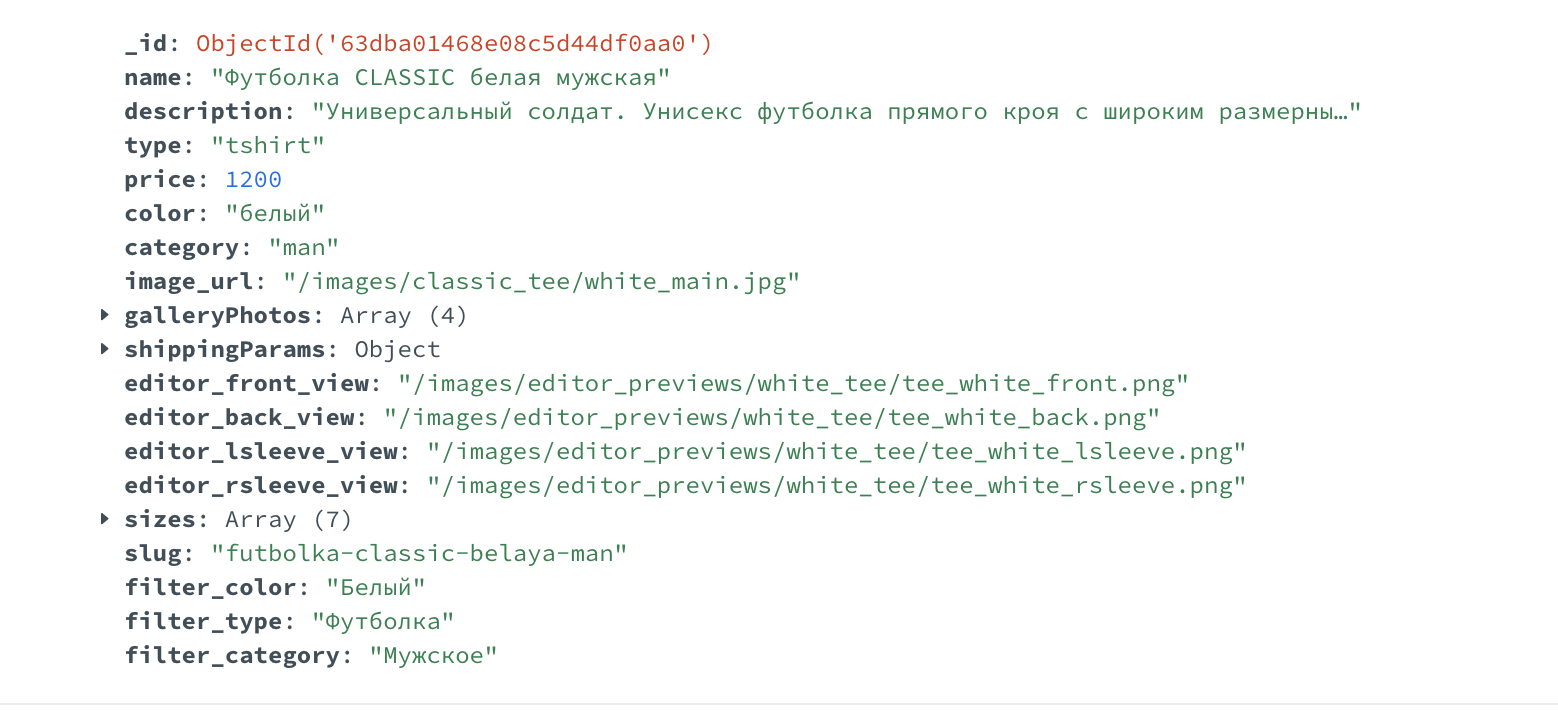 _id: ObjectId('63dba01468e08c5d44df0aa0')
name: "Футболка CLASSIC белая мужская"
description: "Универсальный солдат. Унисекс футболка прямого кроя с широким размерны…"
type: "tshirt"
price: 1200
color: "белый"
category: "man"
image_url: "/images/classic_tee/white_main.jpg"
galleryPhotos: Array (4)
shippingParams: Object
editor_front_view: "/images/editor_previews/white_tee/tee_white_front.png"
editor_back_view: "/images/editor_previews/white_tee/tee_white_back.png"
editor_lsleeve_view: "/images/editor_previews/white_tee/tee_white_lsleeve.png"
editor_rsleeve_view: "/images/editor_previews/white_tee/tee_white_rsleeve.png"
sizes: Array (7)
slug: "futbolka-classic-belaya-man"
filter_color: "Белый"
filter_type: "Футболка"
filter_category: "Мужское"